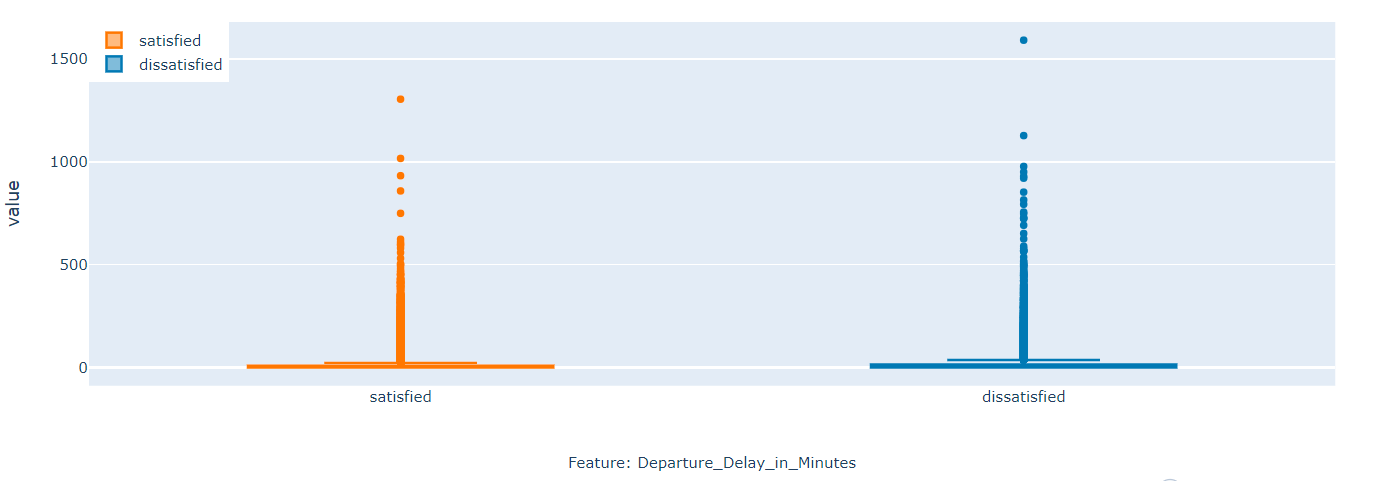 satisfied
dissatisfied
1500
1000
500
0
value
satisfied
dissatisfied
Feature: Departure_Delay_in_Minutes